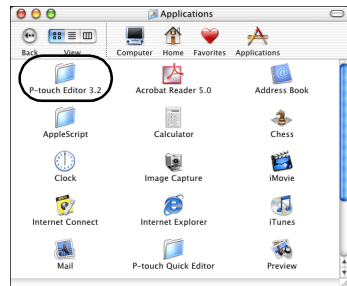 Applications
Back View Computer Home Favorites Applications
P-touch Editor 3.2 Acrobat Reader 5.0 Address Book
AppleScript Calculator Chess
Clock Image Capture iMovie
Internet Connect Internet Explorer iTunes
Mail P-touch Quick Editor Preview